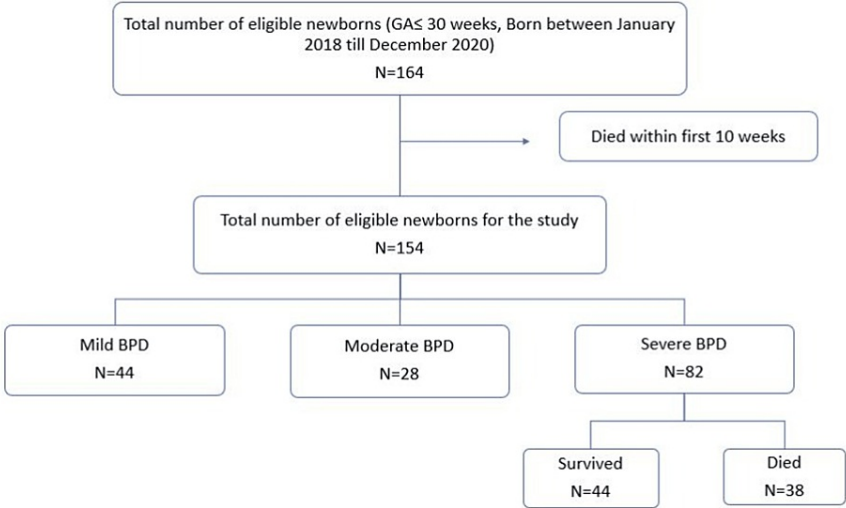 Total number of eligible newborns (GA≤ 30 weeks, Born between January
2018 till December 2020)
N=164
Died within first 10 weeks
Total number of eligible newborns for the study
N=154
Mild BPD
N=44
Moderate BPD
N=28
Severe BPD
N=82
Survived
N=44
Died
N=38